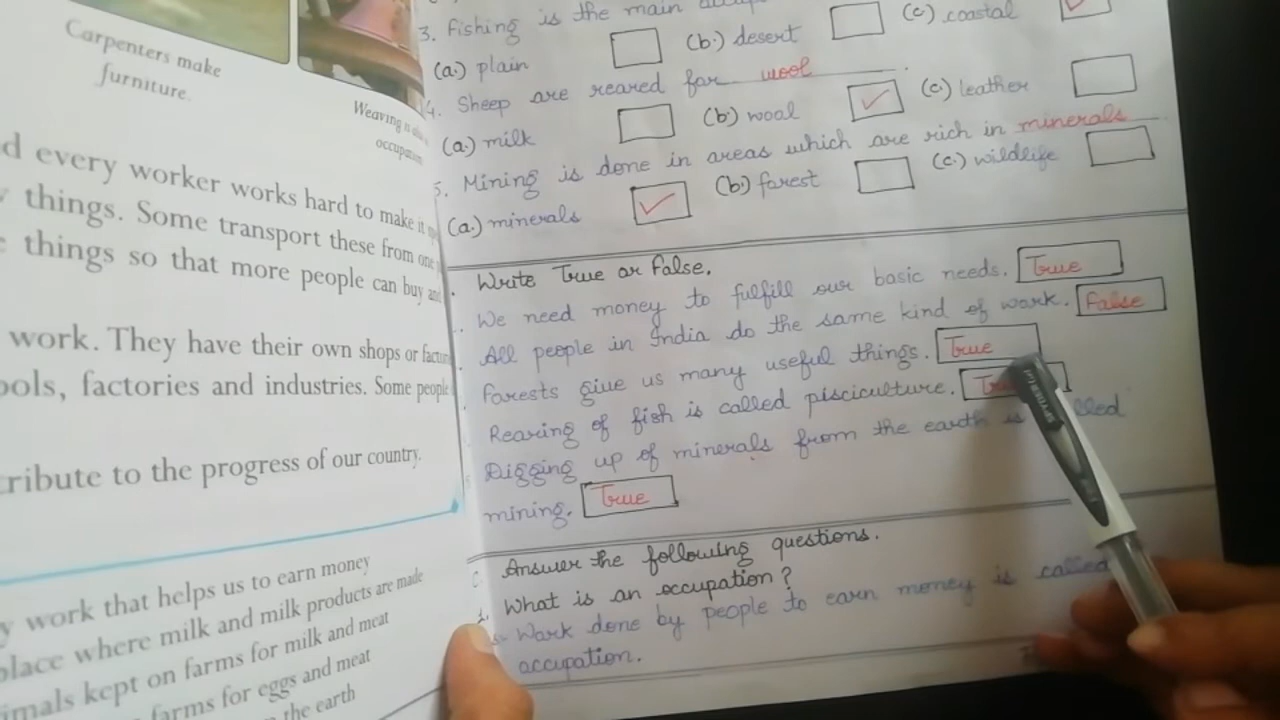 Carpenters make
furniture.
Weaving is
occupation
d every worker works hard to make it
things. Some transport these from one
things so that more people can buy and
work. They have their own shops or
ools, factories and industries. Some people
ribute to the progress of our country.
y work that helps us to earn money
place where milk and milk products are made
imals kept on farms for milk and meat
farms for eggs and meat
the earth
3. Fishing is the main
(a.) plain (b.) desert (c) coastal
4. Sheep are reared for wool.
(a.) milk (b.) wool (c.) leather
5. Mining is done in areas which are rich in minerals
(a.) minerals (b.) forest (c.) wildlife
Write True or False.
We need money to fulfill our basic needs. True
All people in India do the same kind of work. False
Forests give us many useful things. True
Rearing of fish is called pisciculture.
Digging up of minerals from the earth is
mining. True
C. Answer the following questions.
1. What is an occupation?
Work done by people to earn money is called
occupation.